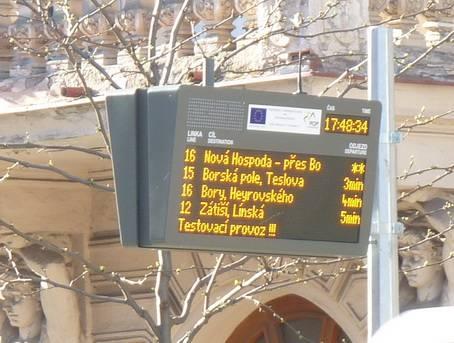 ČAS TIME
17:48:34
LINKA CÍL ODJEZD
LINE DESTINATION DEPARTURE
16 Nová Hospoda - přes Bo **
15 Borská pole, Teslova 3min
16 Bory, Heyrovského 4min
12 Zátiší, Línská 5min
Testovací provoz !!!